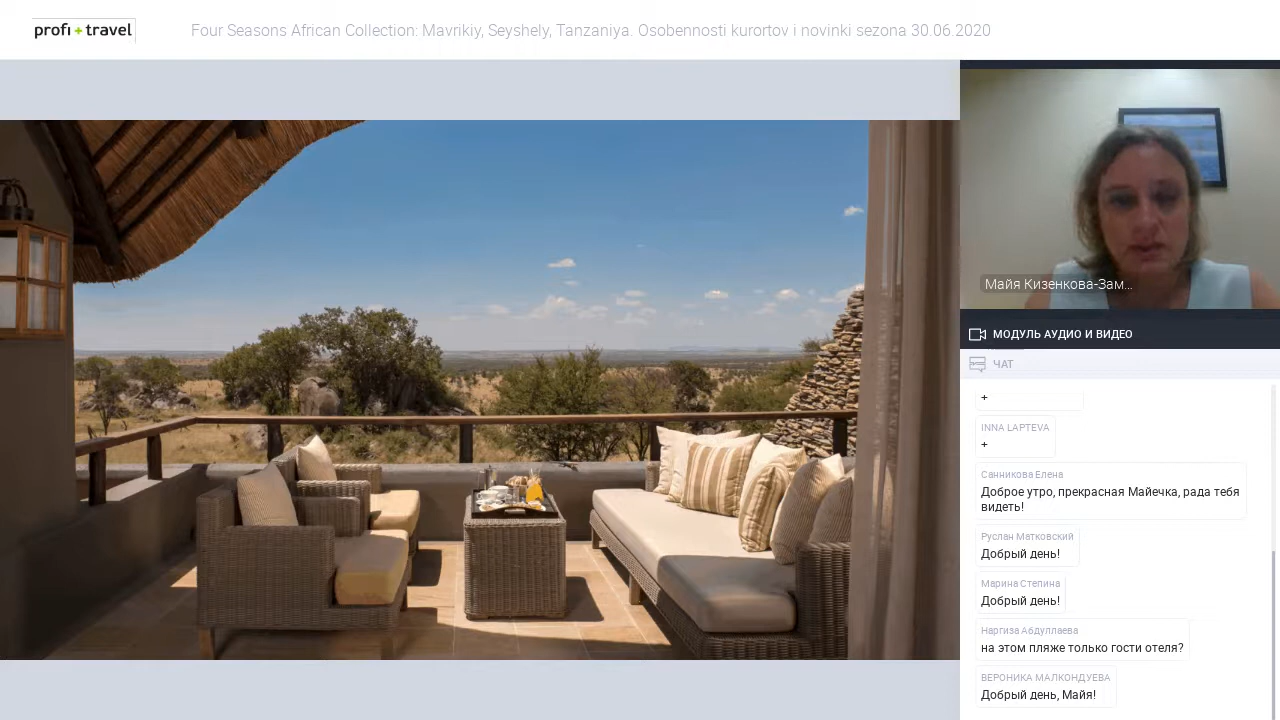 profi + travel
Four Seasons African Collection: Mavrikiy, Seyshely, Tanzaniya. Osobennosti kurortov i novinki sezona 30.06.2020
Майя Кизенкова-Зам...
МОДУЛЬ АУДИО И ВИДЕО
ЧАТ
+
INNA LAPTEVA
+
Санникова Елена
Доброе утро, прекрасная Майечка, рада тебя
видеть!
Руслан Матковский
Добрый день!
Марина Степина
Добрый день!
Наргиза Абдуллаева
на этом пляже только гости отеля?
ВЕРОНИКА МАЛКОНДУЕВА
Добрый день, Майя!